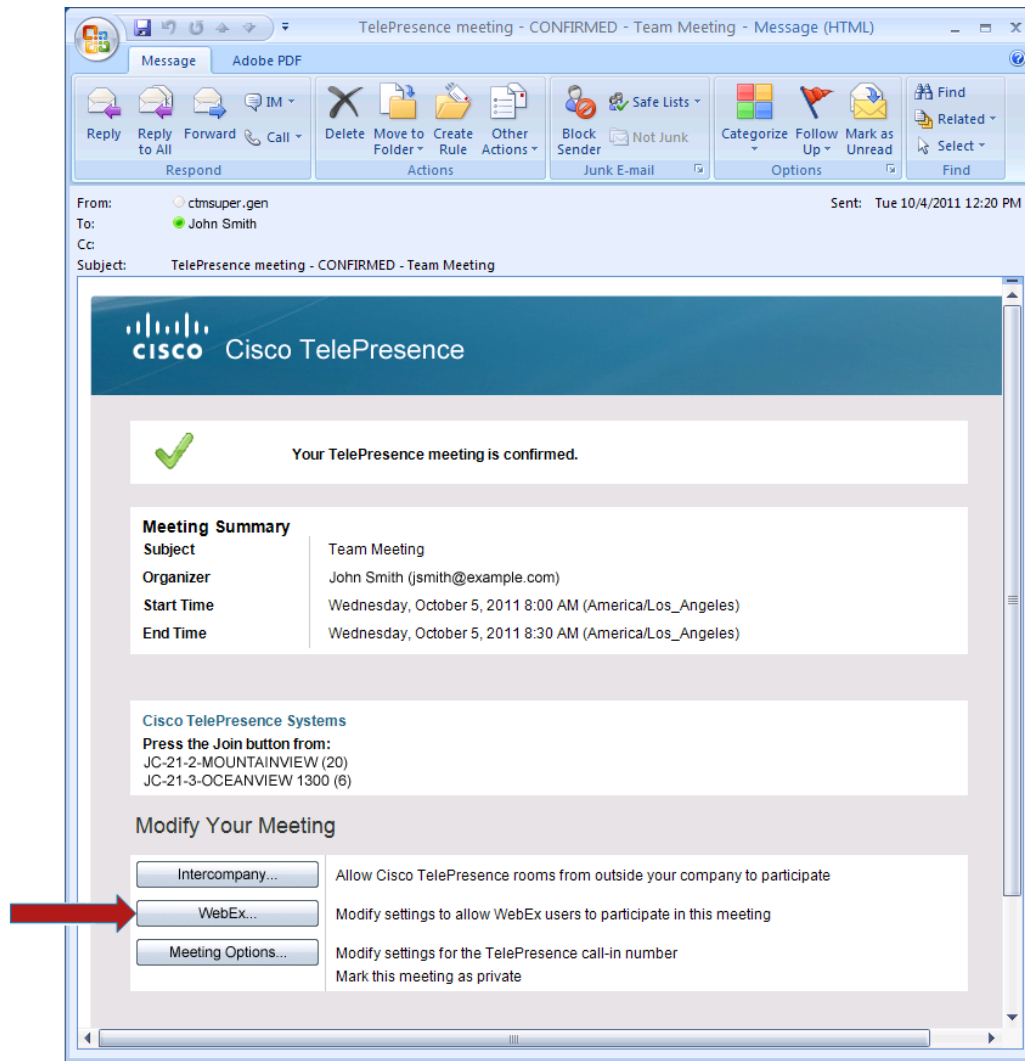 TelePresence meeting - CONFIRMED - Team Meeting - Message (HTML)
Message Adobe PDF
Reply
Reply to All
Forward
IM
Call
Respond
Delete
Move to Folder
Create Rule
Other Actions
Actions
Block Sender
Safe Lists
Not Junk
Junk E-mail
Categorize
Follow Up
Mark as Unread
Options
Find
Related
Select
Find
From: ctmsuper.gen Sent: Tue 10/4/2011 12:20 PM
To: John Smith
Cc:
Subject: TelePresence meeting - CONFIRMED - Team Meeting
CISCO Cisco TelePresence
Your TelePresence meeting is confirmed.
Meeting Summary
Subject Team Meeting
Organizer John Smith (jsmith@example.com)
Start Time Wednesday, October 5, 2011 8:00 AM (America/Los_Angeles)
End Time Wednesday, October 5, 2011 8:30 AM (America/Los_Angeles)
Cisco TelePresence Systems
Press the Join button from:
JC-21-2-MOUNTAINVIEW (20)
JC-21-3-OCEANVIEW 1300 (6)
Modify Your Meeting
Intercompany... Allow Cisco TelePresence rooms from outside your company to participate
WebEx... Modify settings to allow WebEx users to participate in this meeting
Meeting Options... Modify settings for the TelePresence call-in number
Mark this meeting as private